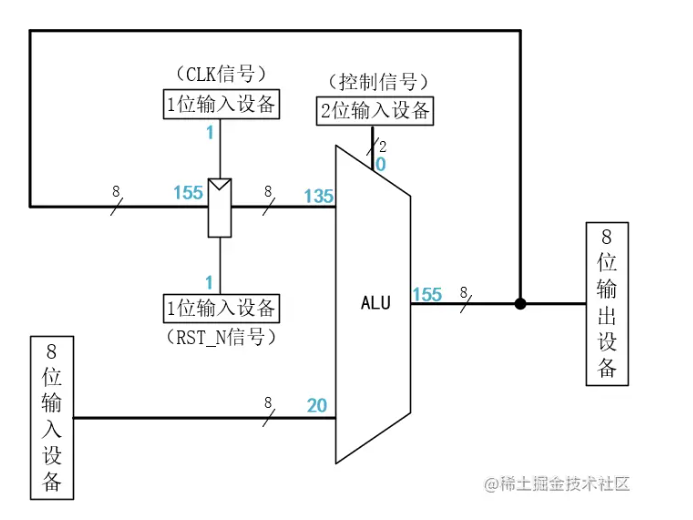 （CLK信号）
1位输入设备
1
（控制信号）
2位输入设备
2
0
8
155
8
135
1
1位输入设备
（RST_N信号）
ALU
155
8
8位输出设备
8位输入设备
8
20
@稀土掘金技术社区